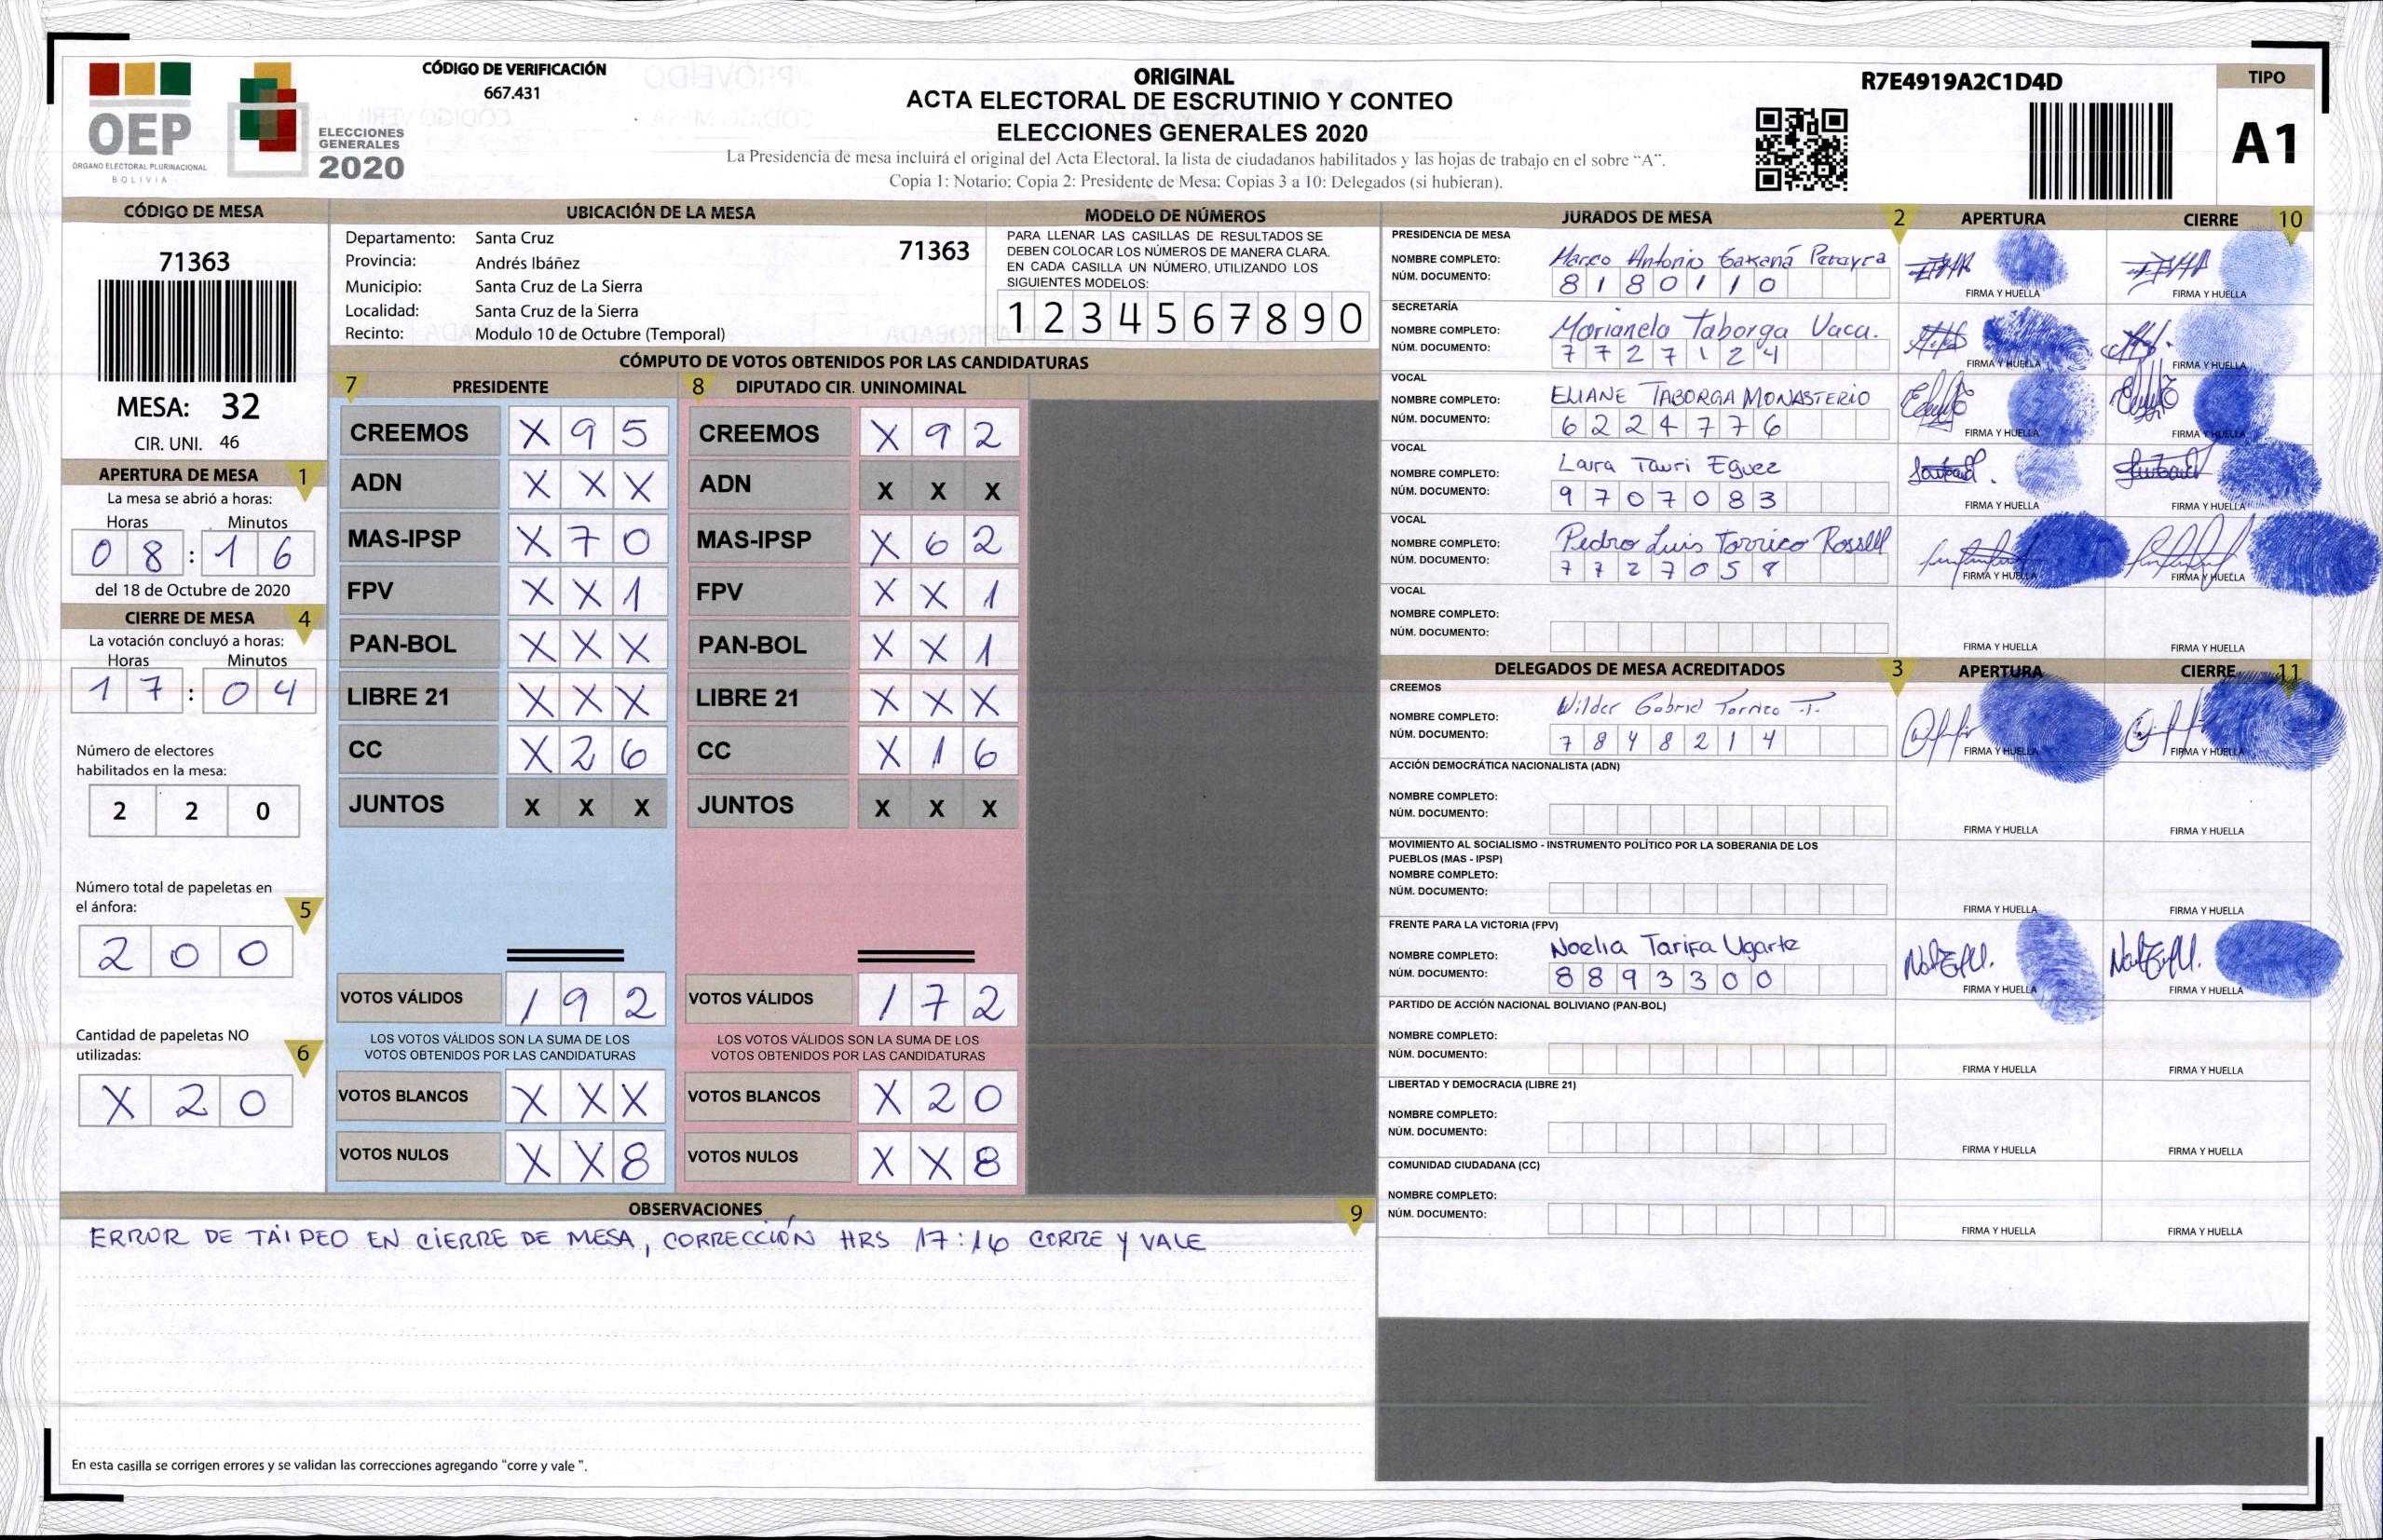 CÓDIGO DE VERIFICACIÓN
667.431
OEP
ÓRGANO ELECTORAL PLURINACIONAL
BOLIVIA
ELECCIONES
GENERALES
2020
ORIGINAL
ACTA ELECTORAL DE ESCRUTINIO Y CONTEO
ELECCIONES GENERALES 2020
La Presidencia de mesa incluirá el original del Acta Electoral, la lista de ciudadanos habilitados y las hojas de trabajo en el sobre “A”.
Copia 1: Notario; Copia 2: Presidente de Mesa; Copias 3 a 10: Delegados (si hubieran).
R7E4919A2C1D4D
TIPO
A1
CÓDIGO DE MESA
71363
MESA: 32
CIR. UNI. 46
APERTURA DE MESA 1
La mesa se abrió a horas:
Horas Minutos
0 8 : 1 6
del 18 de Octubre de 2020
CIERRE DE MESA 4
La votación concluyó a horas:
Horas Minutos
1 7 : 0 4
Número de electores
habilitados en la mesa:
2 2 0
Número total de papeletas en
el ánfora: 5
2 0 0
Cantidad de papeletas NO
utilizadas: 6
X 2 0
UBICACIÓN DE LA MESA
Departamento: Santa Cruz 71363
Provincia: Andrés Ibáñez
Municipio: Santa Cruz de La Sierra
Localidad: Santa Cruz de la Sierra
Recinto: Modulo 10 de Octubre (Temporal)
MODELO DE NÚMEROS
PARA LLENAR LAS CASILLAS DE RESULTADOS SE
DEBEN COLOCAR LOS NÚMEROS DE MANERA CLARA.
EN CADA CASILLA UN NÚMERO, UTILIZANDO LOS
SIGUIENTES MODELOS:
1 2 3 4 5 6 7 8 9 0
CÓMPUTO DE VOTOS OBTENIDOS POR LAS CANDIDATURAS
7 PRESIDENTE 8 DIPUTADO CIR. UNINOMINAL
CREEMOS X 9 5 CREEMOS X 9 2
ADN X X X ADN X X X
MAS-IPSP X 7 0 MAS-IPSP X 6 2
FPV X X 1 FPV X X 1
PAN-BOL X X X PAN-BOL X X 1
LIBRE 21 X X X LIBRE 21 X X X
CC X 2 6 CC X 1 6
JUNTOS X X X JUNTOS X X X
VOTOS VÁLIDOS 1 9 2 VOTOS VÁLIDOS 1 7 2
LOS VOTOS VÁLIDOS SON LA SUMA DE LOS LOS VOTOS VÁLIDOS SON LA SUMA DE LOS
VOTOS OBTENIDOS POR LAS CANDIDATURAS VOTOS OBTENIDOS POR LAS CANDIDATURAS
VOTOS BLANCOS X X X VOTOS BLANCOS X 2 0
VOTOS NULOS X X 8 VOTOS NULOS X X 8
OBSERVACIONES 9
ERROR DE TAIPEO EN CIERRE DE MESA, CORRECCIÓN HRS 17:16 CORRE Y VALE
En esta casilla se corrigen errores y se validan las correcciones agregando “corre y vale ”.
JURADOS DE MESA 2 APERTURA CIERRE 10
PRESIDENCIA DE MESA
NOMBRE COMPLETO: Marco Antonio
NÚM. DOCUMENTO: 8 1 8 0 1 1 0
FIRMA Y HUELLA FIRMA Y HUELLA
SECRETARÍA
NOMBRE COMPLETO: Marianela Taborga Vaca.
NÚM. DOCUMENTO: 7 7 2 7 1 2 4
FIRMA Y HUELLA FIRMA Y HUELLA
VOCAL
NOMBRE COMPLETO: ELIANE TABORGA MONASTERIO
NÚM. DOCUMENTO: 6 2 2 4 7 7 6
FIRMA Y HUELLA FIRMA Y HUELLA
VOCAL
NOMBRE COMPLETO: Laura Tauri Eguez
NÚM. DOCUMENTO: 9 7 0 7 0 8 3
FIRMA Y HUELLA FIRMA Y HUELLA
VOCAL
NOMBRE COMPLETO: Pedro Luis Torrico Rossell
NÚM. DOCUMENTO: 7 7 2 7 0 5 8
FIRMA Y HUELLA FIRMA Y HUELLA
VOCAL
NOMBRE COMPLETO:
NÚM. DOCUMENTO:
FIRMA Y HUELLA FIRMA Y HUELLA
DELEGADOS DE MESA ACREDITADOS 3 APERTURA CIERRE 11
CREEMOS
NOMBRE COMPLETO: Wilder Gabriel Torrico T.
NÚM. DOCUMENTO: 7 8 4 8 2 1 4
FIRMA Y HUELLA FIRMA Y HUELLA
ACCIÓN DEMOCRÁTICA NACIONALISTA (ADN)
NOMBRE COMPLETO:
NÚM. DOCUMENTO:
FIRMA Y HUELLA FIRMA Y HUELLA
MOVIMIENTO AL SOCIALISMO - INSTRUMENTO POLÍTICO POR LA SOBERANIA DE LOS
PUEBLOS (MAS - IPSP)
NOMBRE COMPLETO:
NÚM. DOCUMENTO:
FIRMA Y HUELLA FIRMA Y HUELLA
FRENTE PARA LA VICTORIA (FPV)
NOMBRE COMPLETO: Noelia Tarifa Ugarte
NÚM. DOCUMENTO: 8 8 9 3 3 0 0
FIRMA Y HUELLA FIRMA Y HUELLA
PARTIDO DE ACCIÓN NACIONAL BOLIVIANO (PAN-BOL)
NOMBRE COMPLETO:
NÚM. DOCUMENTO:
FIRMA Y HUELLA FIRMA Y HUELLA
LIBERTAD Y DEMOCRACIA (LIBRE 21)
NOMBRE COMPLETO:
NÚM. DOCUMENTO:
FIRMA Y HUELLA FIRMA Y HUELLA
COMUNIDAD CIUDADANA (CC)
NOMBRE COMPLETO:
NÚM. DOCUMENTO:
FIRMA Y HUELLA FIRMA Y HUELLA